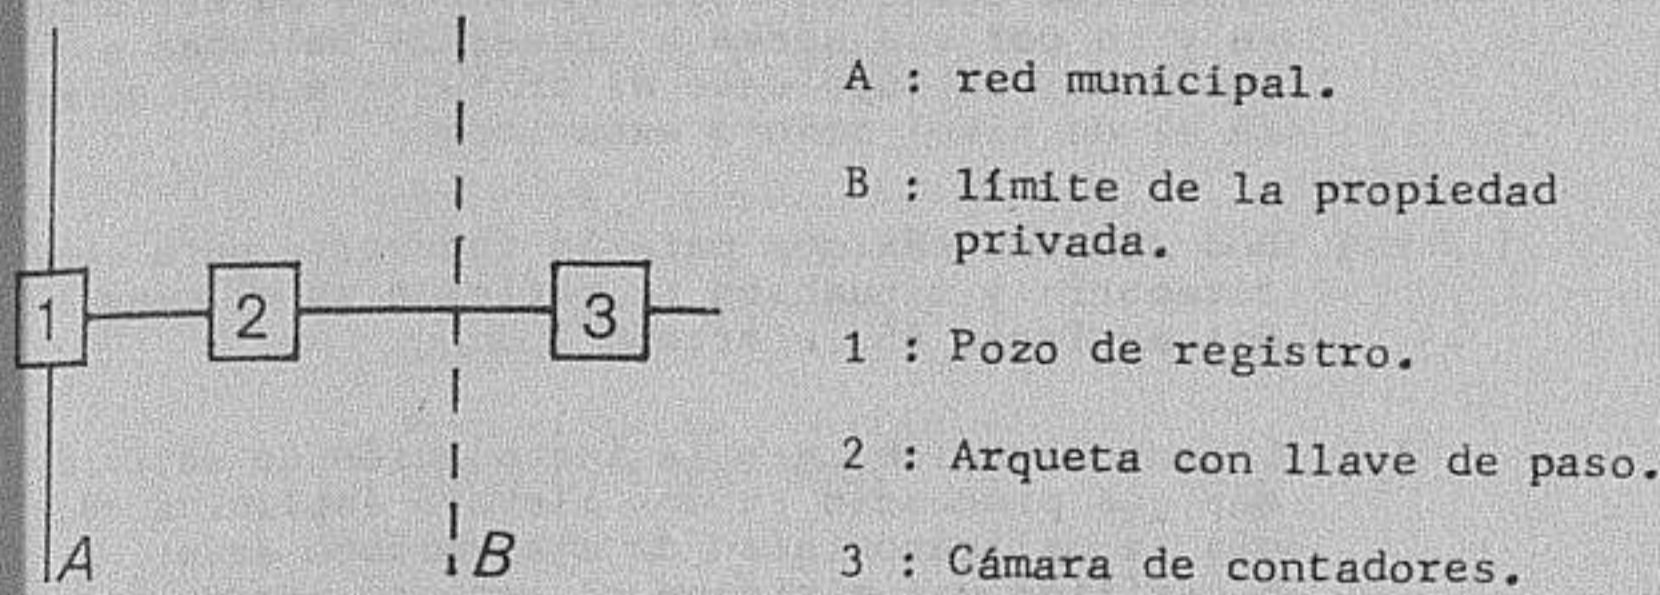 A : red municipal.
B : límite de la propiedad
privada.
1 : Pozo de registro.
2 : Arqueta con llave de paso.
3 : Cámara de contadores.
1
2
3
A
B